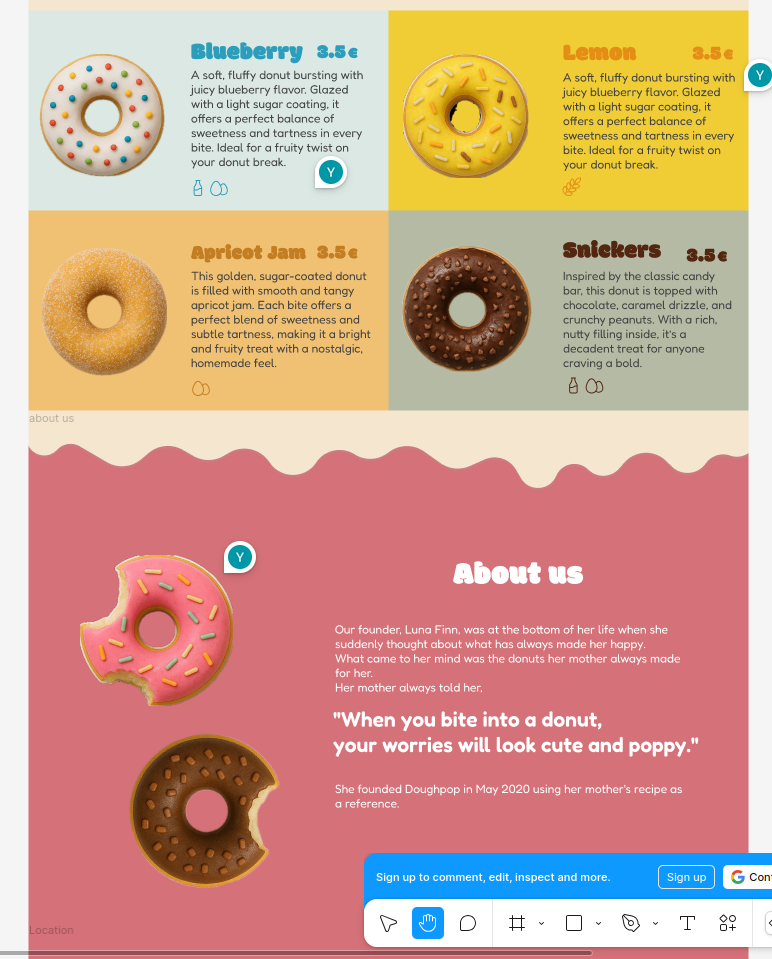 Blueberry 3.5 €
A soft, fluffy donut bursting with
juicy blueberry flavor. Glazed
with a light sugar coating, it
offers a perfect balance of
sweetness and tartness in every
bite. Ideal for a fruity twist on
your donut break.
Y
Lemon 3.5 €
Y
A soft, fluffy donut bursting with
juicy blueberry flavor. Glazed
with a light sugar coating, it
offers a perfect balance of
sweetness and tartness in every
bite. Ideal for a fruity twist on
your donut break.
Apricot Jam 3.5 €
This golden, sugar-coated donut
is filled with smooth and tangy
apricot jam. Each bite offers a
perfect blend of sweetness and
subtle tartness, making it a bright
and fruity treat with a nostalgic,
homemade feel.
Snickers 3.5 €
Inspired by the classic candy
bar, this donut is topped with
chocolate, caramel drizzle, and
crunchy peanuts. With a rich,
nutty filling inside, it's a
decadent treat for anyone
craving a bold.
about us
Y
About us
Our founder, Luna Finn, was at the bottom of her life when she
suddenly thought about what has always made her happy.
What came to her mind was the donuts her mother always made
for her.
Her mother always told her,
"When you bite into a donut,
your worries will look cute and poppy."
She founded Doughpop in May 2020 using her mother's recipe as
a reference.
Sign up to comment, edit, inspect and more.
Sign up
G Con
T
Location